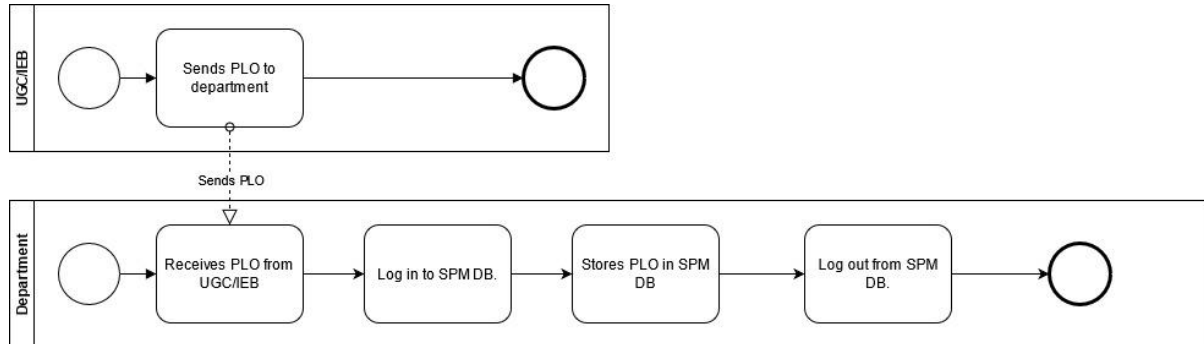 UGC/IEB
Sends PLO to
department
Sends PLO
Department
Receives PLO from
UGC/IEB
Log in to SPM DB.
Stores PLO in SPM
DB
Log out from SPM
DB.